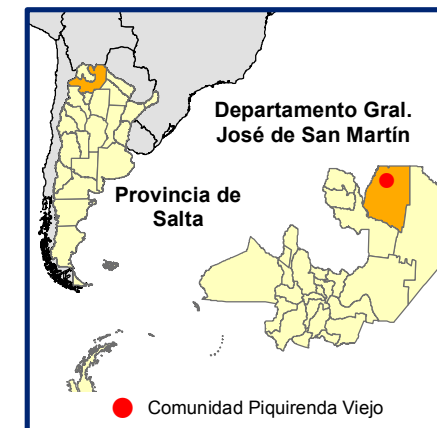 Departamento Gral.
José de San Martín
Provincia de
Salta
Comunidad Piquirenda Viejo